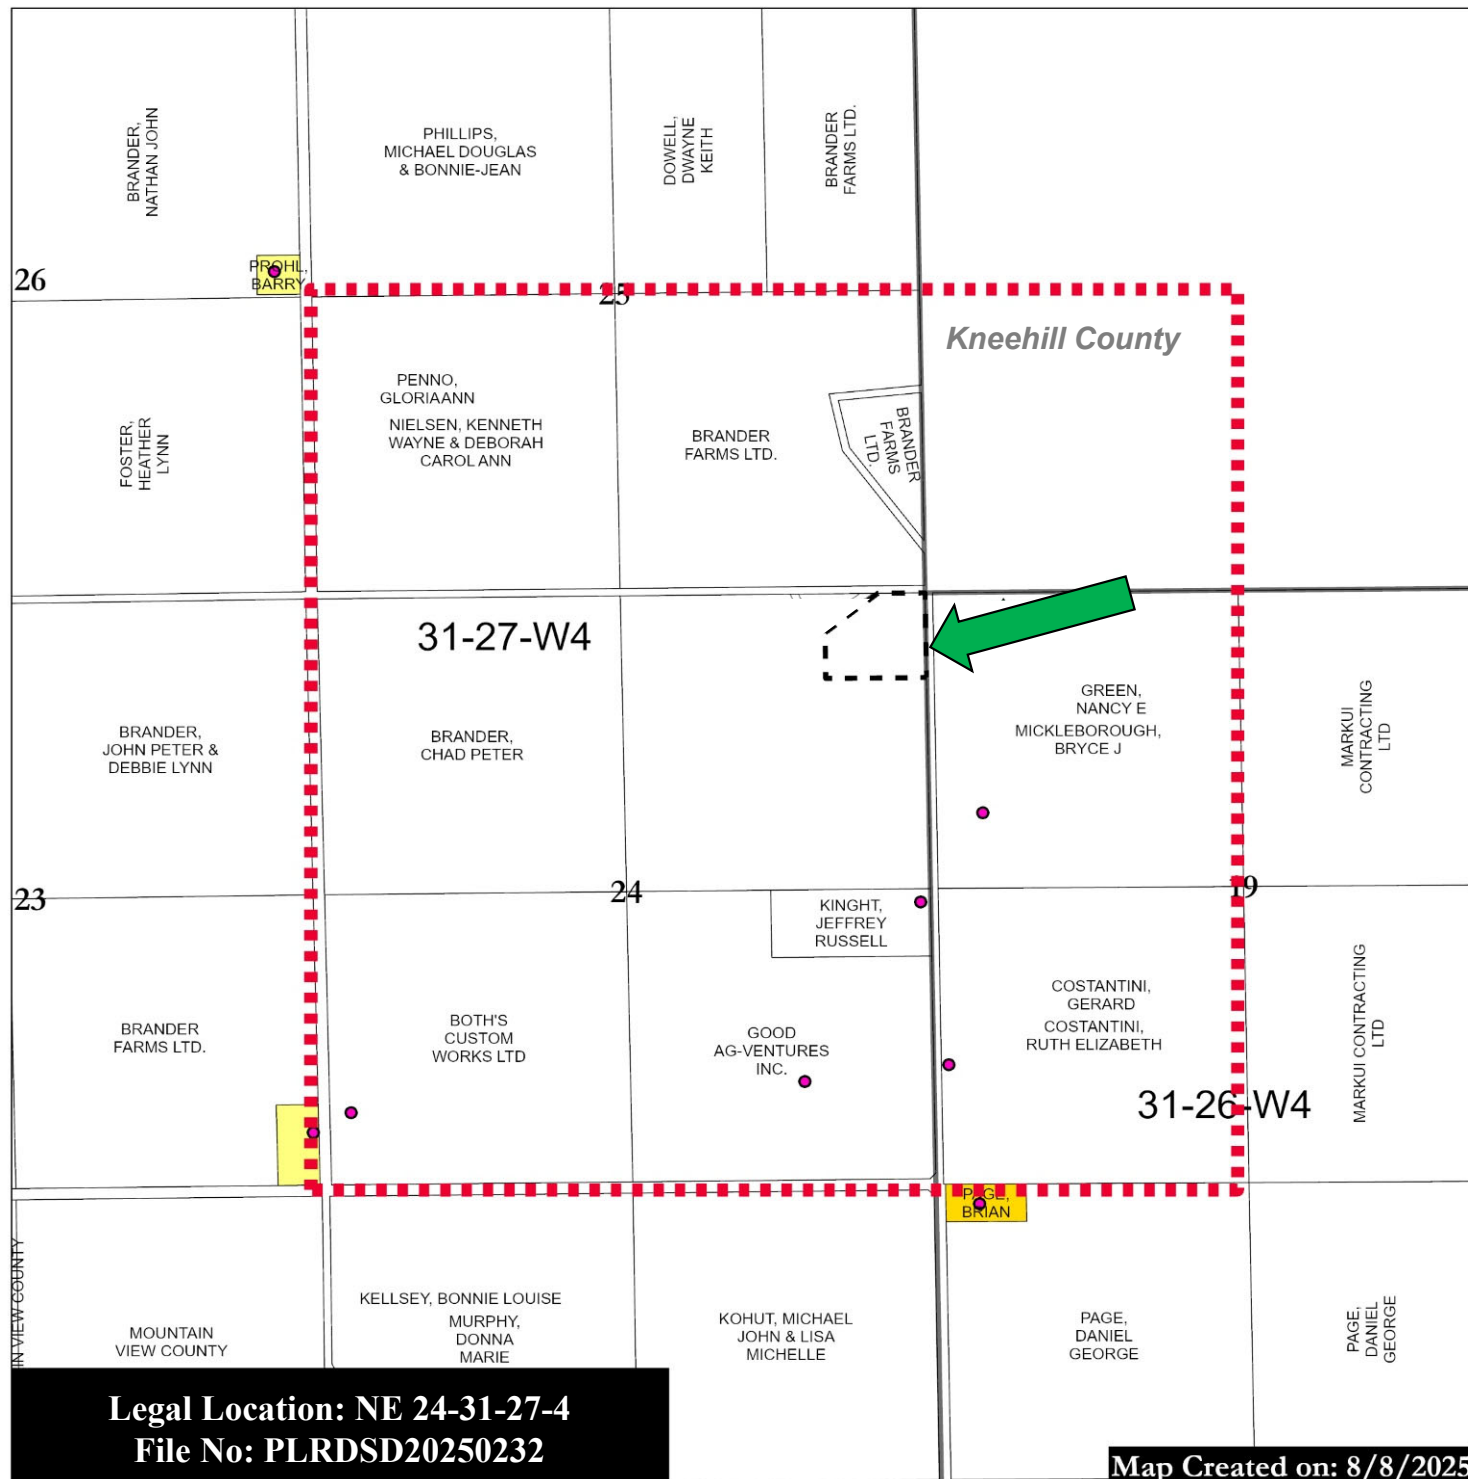 BRANDER,
NATHAN JOHN
PHILLIPS,
MICHAEL DOUGLAS
& BONNIE-JEAN
DOWELL,
DWAYNE
KEITH
BRANDER
FARMS LTD.
PROHL,
BARRY
26
25
Kneehill County
FOSTER,
HEATHER
LYNN
PENNO,
GLORIAANN
NIELSEN, KENNETH
WAYNE & DEBORAH
CAROL ANN
BRANDER
FARMS LTD.
BRANDER
FARMS
LTD.
31-27-W4
BRANDER,
JOHN PETER &
DEBBIE LYNN
BRANDER,
CHAD PETER
GREEN,
NANCY E
MICKLEBOROUGH,
BRYCE J
MARKUI
CONTRACTING
LTD
23
24
19
KINGHT,
JEFFREY
RUSSELL
BRANDER
FARMS LTD.
BOTH'S
CUSTOM
WORKS LTD
GOOD
AG-VENTURES
INC.
COSTANTINI,
GERARD
COSTANTINI,
RUTH ELIZABETH
MARKUI CONTRACTING
LTD
31-26-W4
PAGE,
BRIAN
IN VIEW COUNTY
MOUNTAIN
VIEW COUNTY
KELLSEY, BONNIE LOUISE
MURPHY,
DONNA
MARIE
KOHUT, MICHAEL
JOHN & LISA
MICHELLE
PAGE,
DANIEL
GEORGE
PAGE,
DANIEL
GEORGE
Legal Location: NE 24-31-27-4
File No: PLRDSD20250232
Map Created on: 8/8/2025